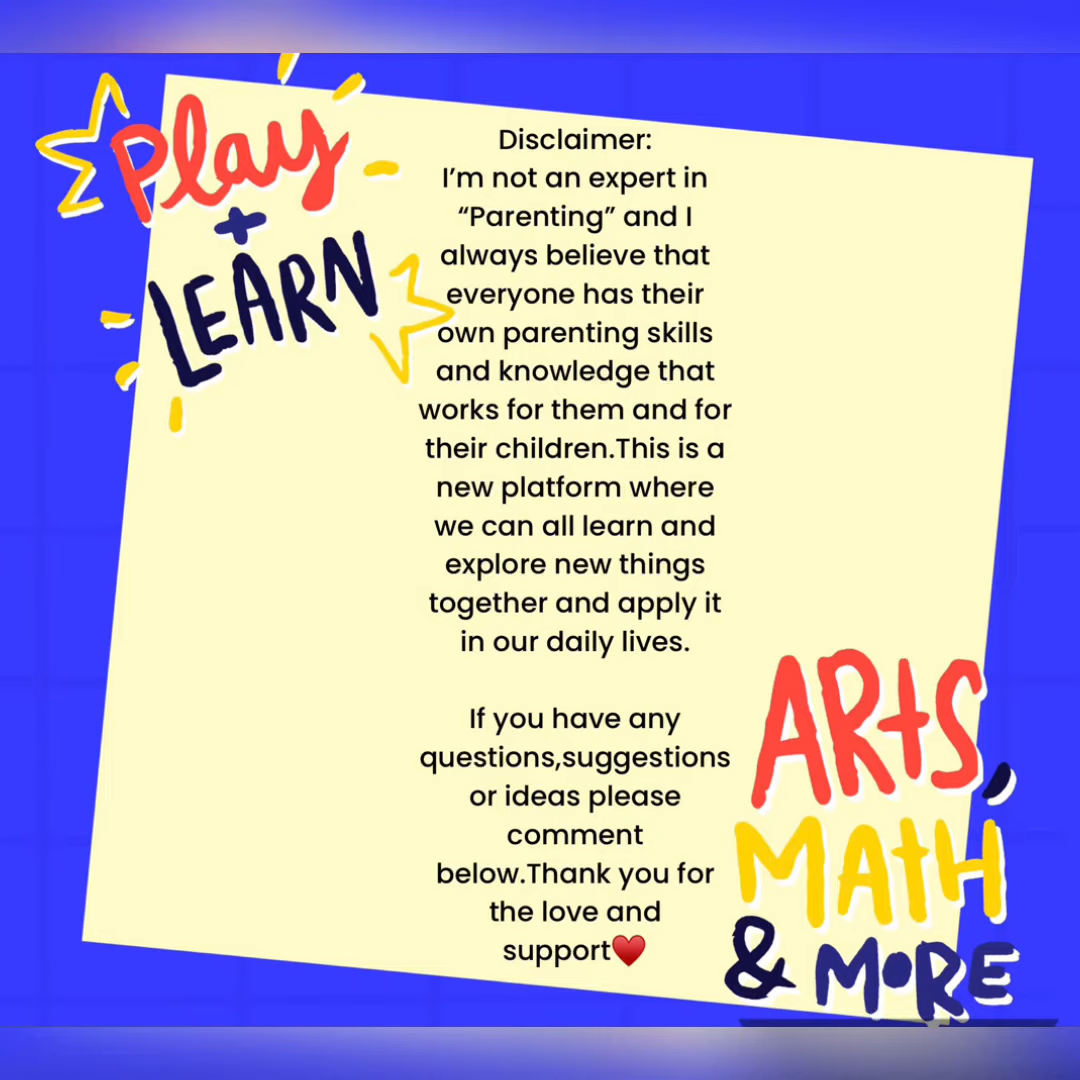 Play
+
LEARN
Disclaimer:
I’m not an expert in
“Parenting” and I
always believe that
everyone has their
own parenting skills
and knowledge that
works for them and for
their children.This is a
new platform where
we can all learn and
explore new things
together and apply it
in our daily lives.
If you have any
questions,suggestions
or ideas please
comment
below.Thank you for
the love and
support♥️
ARts,
MAtH
& MoRE